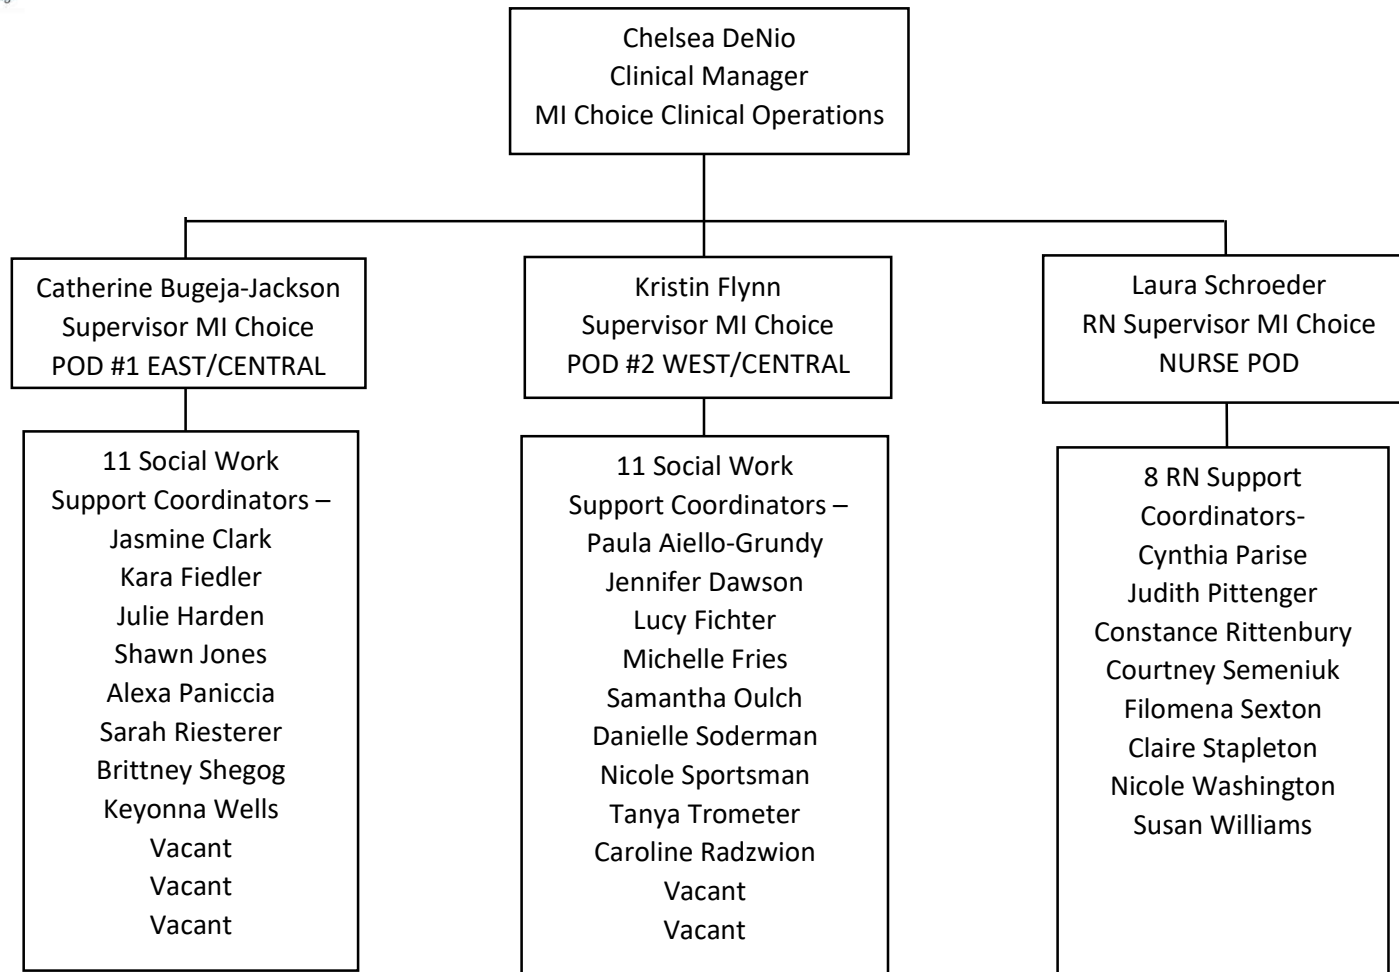 Chelsea DeNio
Clinical Manager
MI Choice Clinical Operations
Catherine Bugeja-Jackson
Supervisor MI Choice
POD #1 EAST/CENTRAL
Kristin Flynn
Supervisor MI Choice
POD #2 WEST/CENTRAL
Laura Schroeder
RN Supervisor MI Choice
NURSE POD
11 Social Work
Support Coordinators –
Jasmine Clark
Kara Fiedler
Julie Harden
Shawn Jones
Alexa Paniccia
Sarah Riesterer
Brittney Shegog
Keyonna Wells
Vacant
Vacant
Vacant
11 Social Work
Support Coordinators –
Paula Aiello-Grundy
Jennifer Dawson
Lucy Fichter
Michelle Fries
Samantha Oulch
Danielle Soderman
Nicole Sportsman
Tanya Trometer
Caroline Radzwion
Vacant
Vacant
8 RN Support
Coordinators-
Cynthia Parise
Judith Pittenger
Constance Rittenbury
Courtney Semeniuk
Filomena Sexton
Claire Stapleton
Nicole Washington
Susan Williams